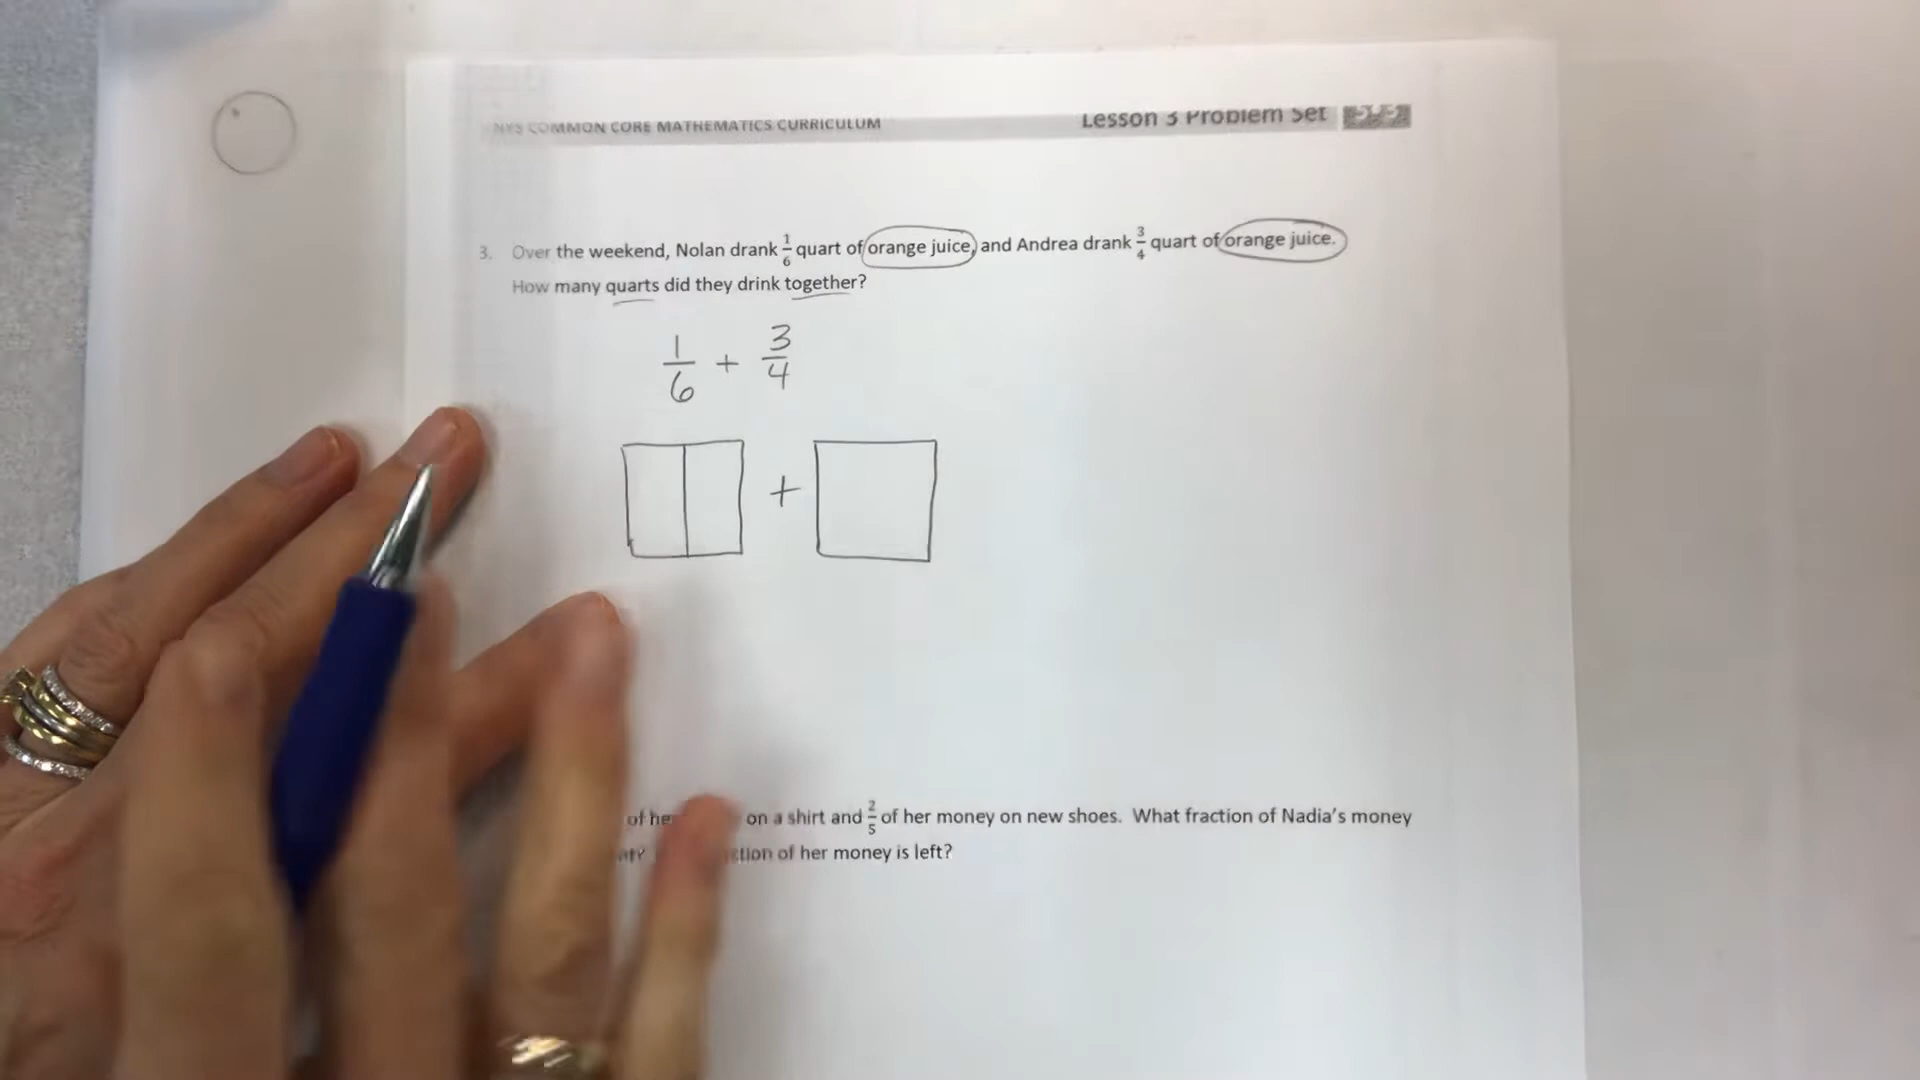 NYS COMMON CORE MATHEMATICS CURRICULUM
Lesson 3 Problem Set
3. Over the weekend, Nolan drank 1/6 quart of orange juice, and Andrea drank 3/4 quart of orange juice.
How many quarts did they drink together?
1/6 + 3/4
+
of her on a shirt and 2/5 of her money on new shoes. What fraction of Nadia's money
of her money is left?